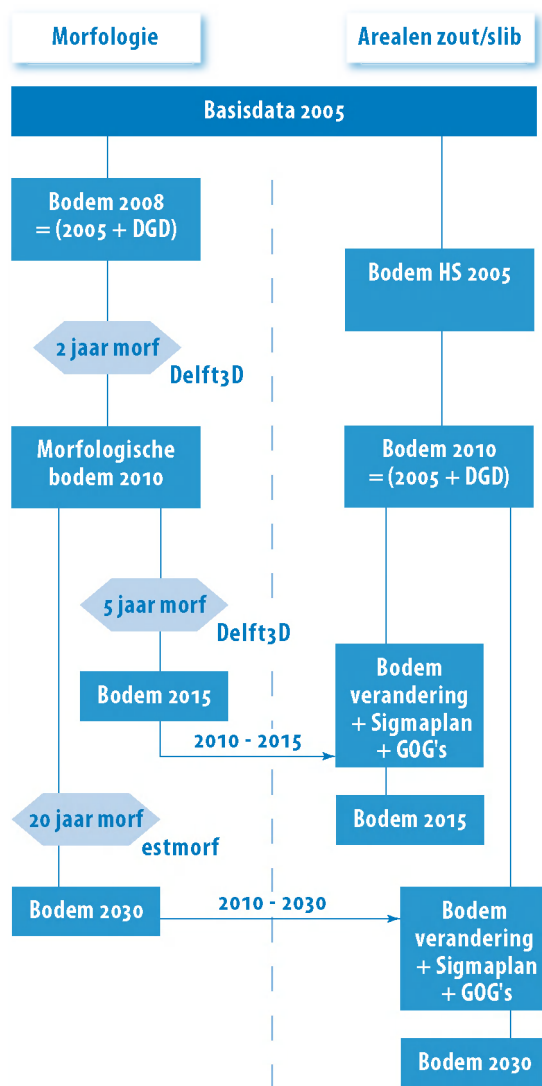 Morfologie
Arealen zout/slib
Basisdata 2005
Bodem 2008
= (2005 + DGD)
Bodem HS 2005
2 jaar morf
Delft3D
Morfologische
bodem 2010
Bodem 2010
= (2005 + DGD)
5 jaar morf
Delft3D
Bodem
verandering
+ Sigmaplan
+ GOG's
Bodem 2015
2010 - 2015
Bodem 2015
20 jaar morf
estmorf
Bodem 2030
2010 - 2030
Bodem
verandering
+ Sigmaplan
+ GOG's
Bodem 2030